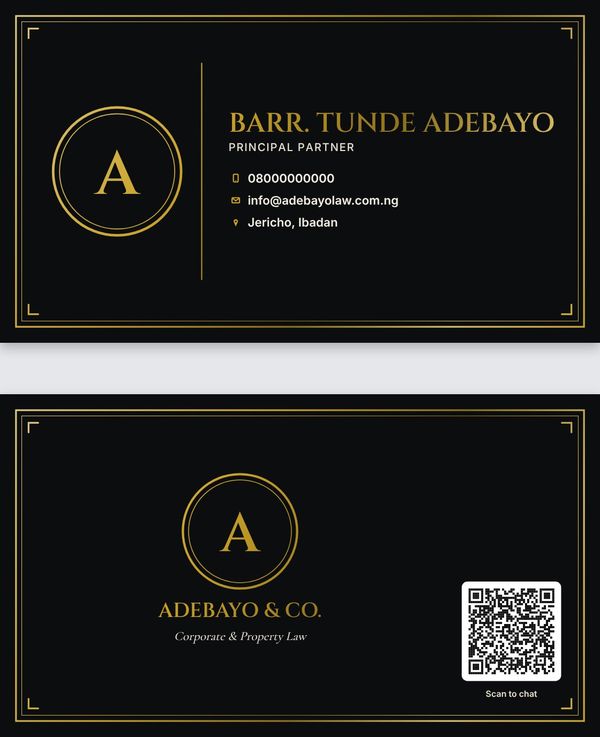 A
BARR. TUNDE ADEBAYO
PRINCIPAL PARTNER
08000000000
info@adebayolaw.com.ng
Jericho, Ibadan
A
ADEBAYO & CO.
Corporate & Property Law
Scan to chat